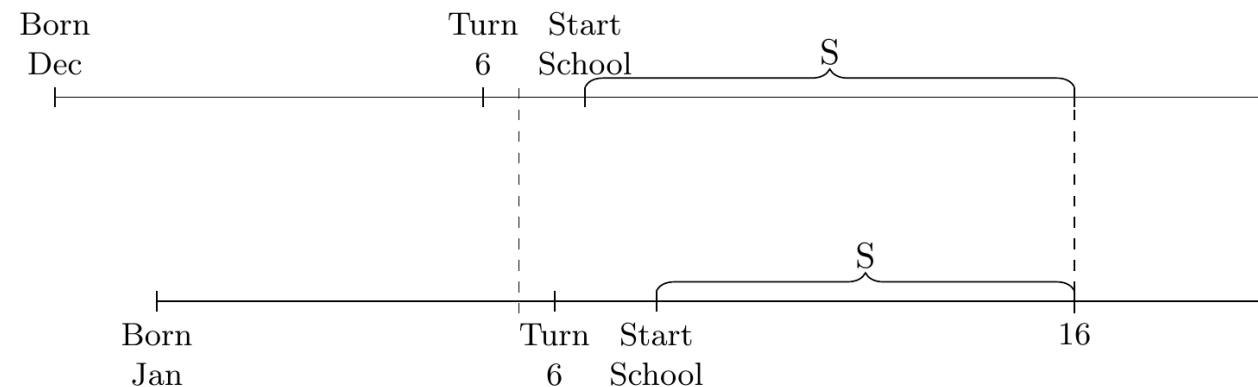 Born
Dec
Turn
6
Start
School
S
S
Born
Jan
Turn
6
Start
School
16